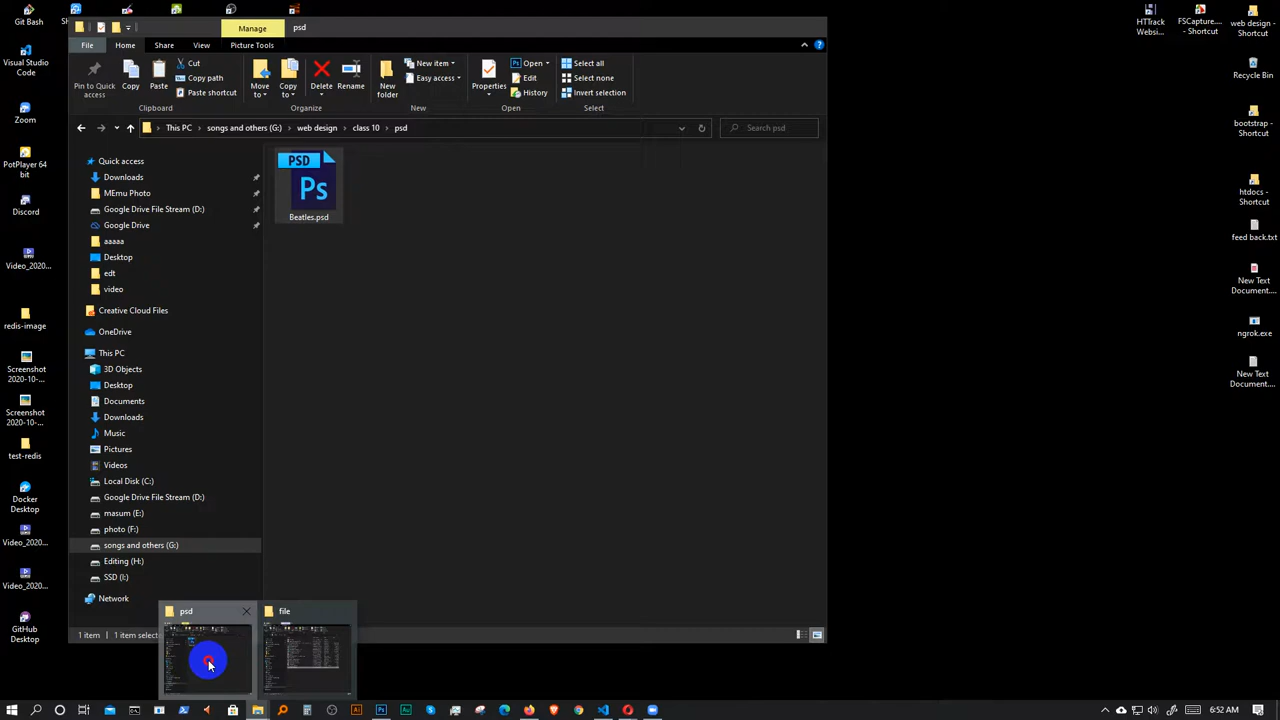 Git Bash
Manage
psd
File
Home
Share
View
Picture Tools
Pin to Quick
access
Copy
Paste
Cut
Copy path
Paste shortcut
Clipboard
Move
to
Copy
to
Delete
Rename
Organize
New
folder
New item
Easy access
New
Properties
Open
Edit
History
Open
Select all
Select none
Invert selection
Select
This PC
songs and others (G:)
web design
class 10
psd
Search psd
Quick access
Downloads
MEmu Photo
Google Drive File Stream (D:)
Google Drive
aaaaa
Desktop
edt
video
Creative Cloud Files
OneDrive
This PC
3D Objects
Desktop
Documents
Downloads
Music
Pictures
Videos
Local Disk (C:)
Google Drive File Stream (D:)
masum (E:)
photo (F:)
songs and others (G:)
Editing (H:)
SSD (I:)
Network
PSD
Ps
Beatles.psd
1 item
psd
file
Visual Studio
Code
Zoom
PotPlayer 64
bit
Discord
Video_2020...
redis-image
Screenshot
2020-10-...
Screenshot
2020-10-...
test-redis
Docker
Desktop
Video_2020...
Video_2020...
GitHub
Desktop
HTTrack
Websi...
FSCapture...
- Shortcut
web design -
Shortcut
Recycle Bin
bootstrap -
Shortcut
htdocs -
Shortcut
feed back.txt
New Text
Document....
ngrok.exe
New Text
Document....
6:52 AM